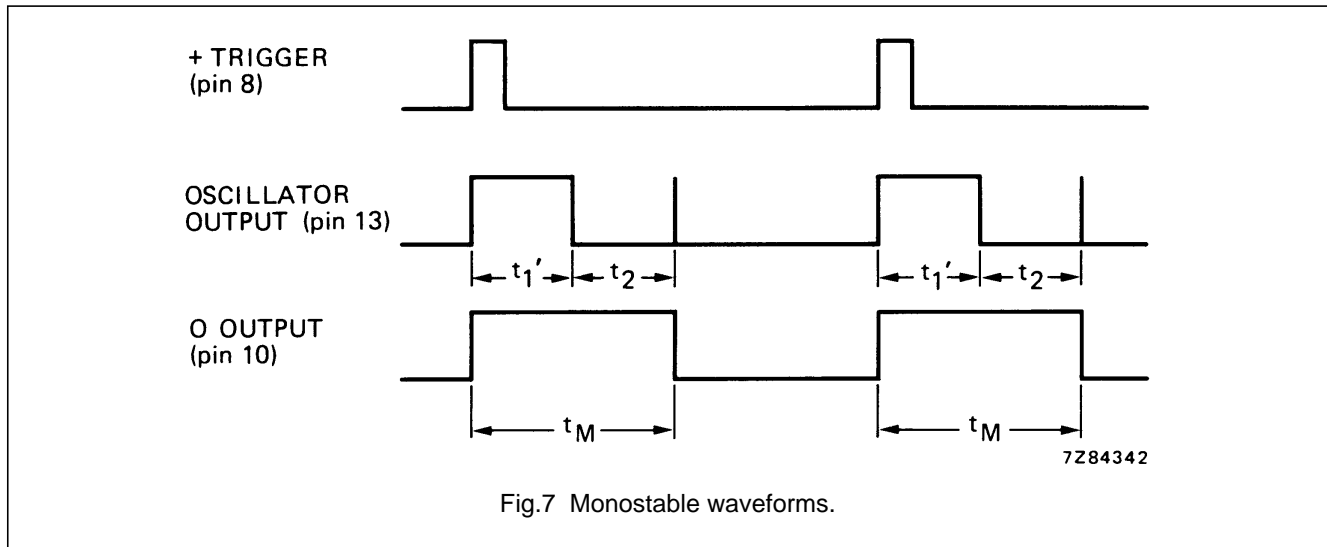 + TRIGGER
(pin 8)
OSCILLATOR
OUTPUT (pin 13)
t1' t2 t1' t2
O OUTPUT
(pin 10)
tM tM
7Z84342
Fig.7 Monostable waveforms.